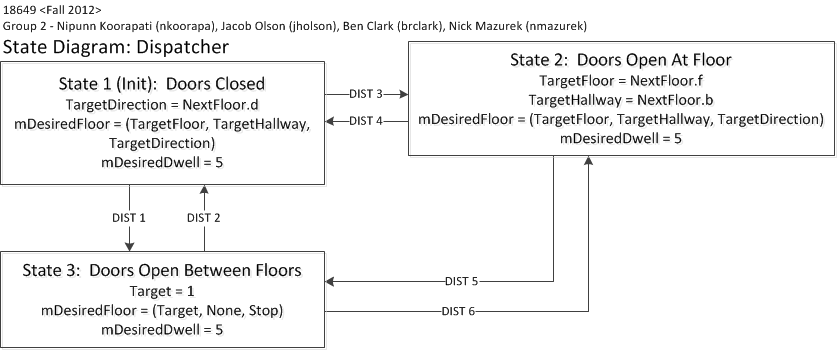 18649 <Fall 2012>
Group 2 - Nipunn Koorapati (nkoorapa), Jacob Olson (jholson), Ben Clark (brclark), Nick Mazurek (nmazurek)
State Diagram: Dispatcher
State 1 (Init): Doors Closed
TargetDirection = NextFloor.d
mDesiredFloor = (TargetFloor, TargetHallway,
TargetDirection)
mDesiredDwell = 5
DIST 3
DIST 4
State 2: Doors Open At Floor
TargetFloor = NextFloor.f
TargetHallway = NextFloor.b
mDesiredFloor = (TargetFloor, TargetHallway, TargetDirection)
mDesiredDwell = 5
DIST 1
DIST 2
State 3: Doors Open Between Floors
Target = 1
mDesiredFloor = (Target, None, Stop)
mDesiredDwell = 5
DIST 5
DIST 6